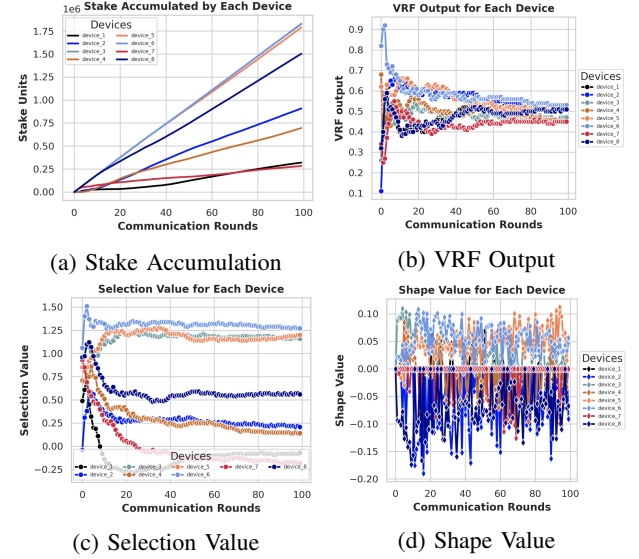 Stake Accumulated by Each Device
1e6
Stake Accumulation
device_1
device_2
device_3
device_4
device_5
device_6
device_7
device_8
1.75
1.50
1.25
1.00
0.75
0.50
0.25
0.00
Stake Units
0 20 40 60 80 100
Communication Rounds
(a) Stake Accumulation
VRF Output for Each Device
0.9
0.8
0.7
0.6
0.5
0.4
0.3
0.2
0.1
VRF output
0 20 40 60 80 100
Communication Rounds
Devices
device_1
device_2
device_3
device_4
device_5
device_6
device_7
device_8
(b) VRF Output
Selection Value for Each Device
1.50
1.25
1.00
0.75
0.50
0.25
0.00
−0.25
Selection Value
Devices
device_1
device_2
device_3
device_4
device_5
device_6
device_7
device_8
0 20 40 60 80 100
Communication Rounds
(c) Selection Value
Shape Value for Each Device
0.10
0.05
0.00
−0.05
−0.10
−0.15
−0.20
Shape Value
0 20 40 60 80 100
Communication Rounds
Devices
device_1
device_2
device_3
device_4
device_5
device_6
device_7
device_8
(d) Shape Value